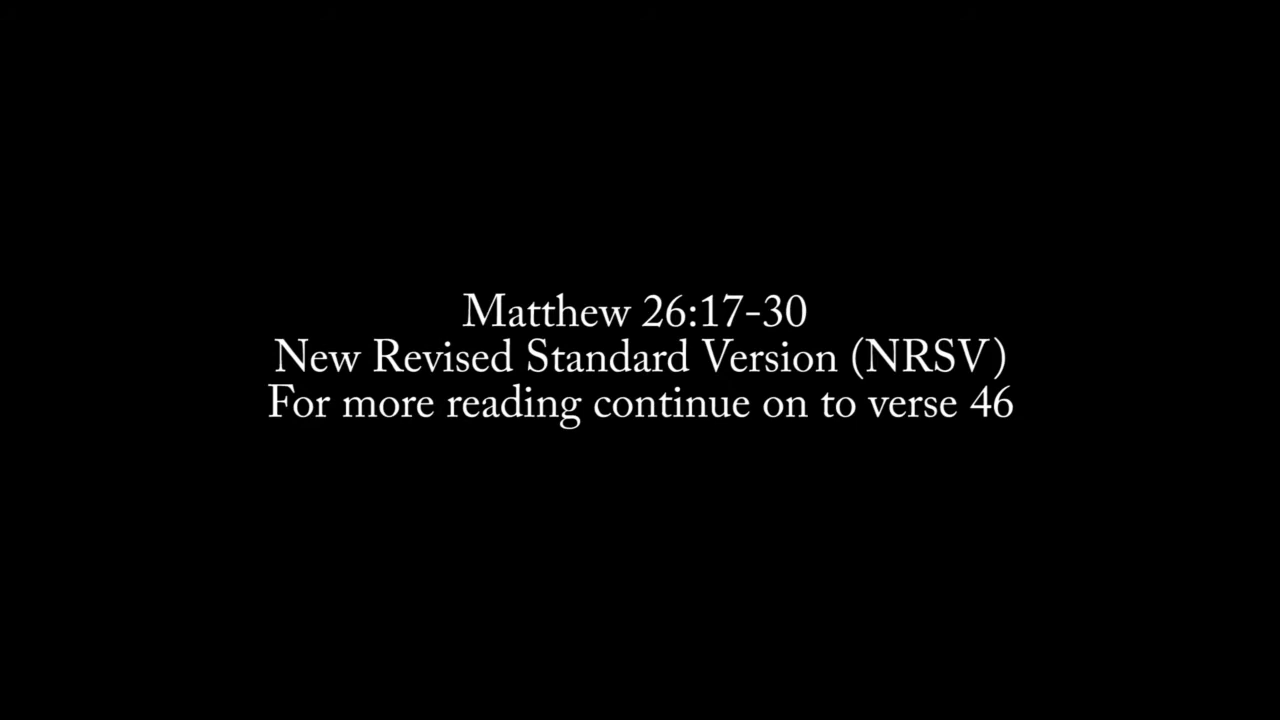 Matthew 26:17-30
New Revised Standard Version (NRSV)
For more reading continue on to verse 46